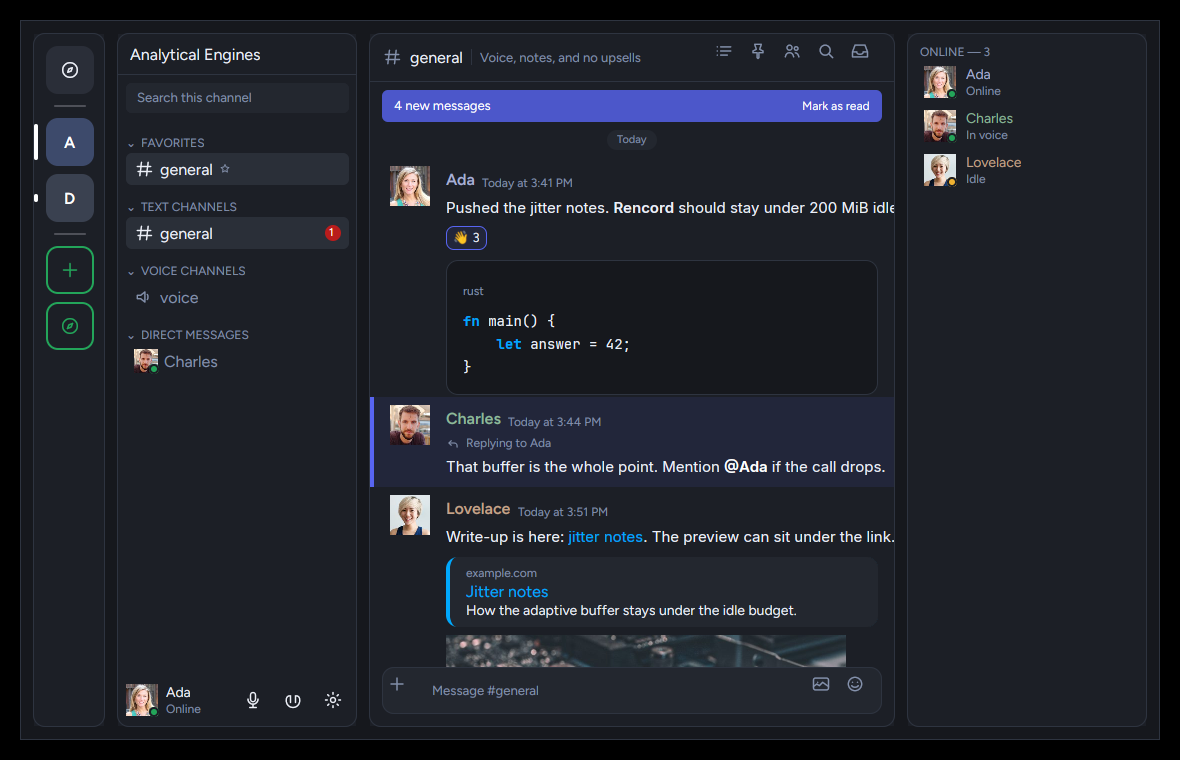 Analytical Engines
Search this channel
FAVORITES
# general
TEXT CHANNELS
# general 1
VOICE CHANNELS
voice
DIRECT MESSAGES
Charles
A
D
Ada
Online
# general Voice, notes, and no upsells
4 new messages Mark as read
Today
Ada Today at 3:41 PM
Pushed the jitter notes. Rencord should stay under 200 MiB idle
👋 3
rust
fn main() {
    let answer = 42;
}
Charles Today at 3:44 PM
Replying to Ada
That buffer is the whole point. Mention @Ada if the call drops.
Lovelace Today at 3:51 PM
Write-up is here: jitter notes. The preview can sit under the link.
example.com
Jitter notes
How the adaptive buffer stays under the idle budget.
Message #general
ONLINE — 3
Ada
Online
Charles
In voice
Lovelace
Idle